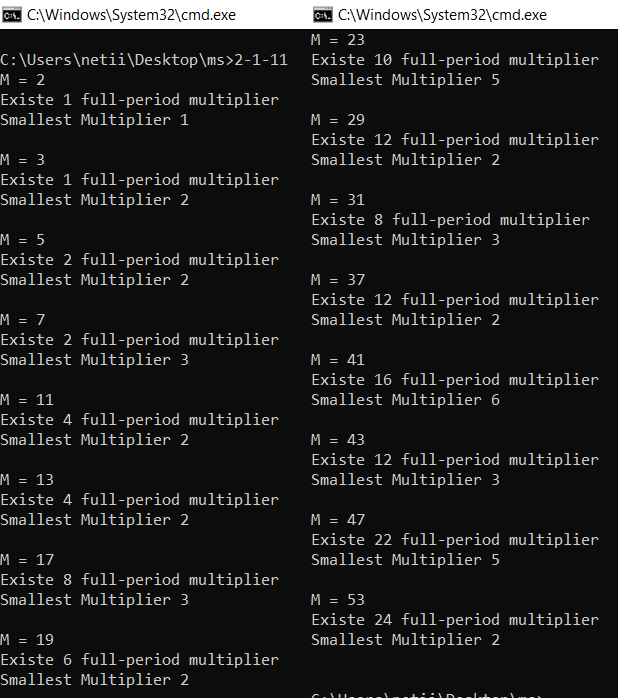 C:\Windows\System32\cmd.exe
C:\Users\netii\Desktop\ms>2-1-11
M = 2
Existe 1 full-period multiplier
Smallest Multiplier 1
M = 3
Existe 1 full-period multiplier
Smallest Multiplier 2
M = 5
Existe 2 full-period multiplier
Smallest Multiplier 2
M = 7
Existe 2 full-period multiplier
Smallest Multiplier 3
M = 11
Existe 4 full-period multiplier
Smallest Multiplier 2
M = 13
Existe 4 full-period multiplier
Smallest Multiplier 2
M = 17
Existe 8 full-period multiplier
Smallest Multiplier 3
M = 19
Existe 6 full-period multiplier
Smallest Multiplier 2
C:\Windows\System32\cmd.exe
M = 23
Existe 10 full-period multiplier
Smallest Multiplier 5
M = 29
Existe 12 full-period multiplier
Smallest Multiplier 2
M = 31
Existe 8 full-period multiplier
Smallest Multiplier 3
M = 37
Existe 12 full-period multiplier
Smallest Multiplier 2
M = 41
Existe 16 full-period multiplier
Smallest Multiplier 6
M = 43
Existe 12 full-period multiplier
Smallest Multiplier 3
M = 47
Existe 22 full-period multiplier
Smallest Multiplier 5
M = 53
Existe 24 full-period multiplier
Smallest Multiplier 2